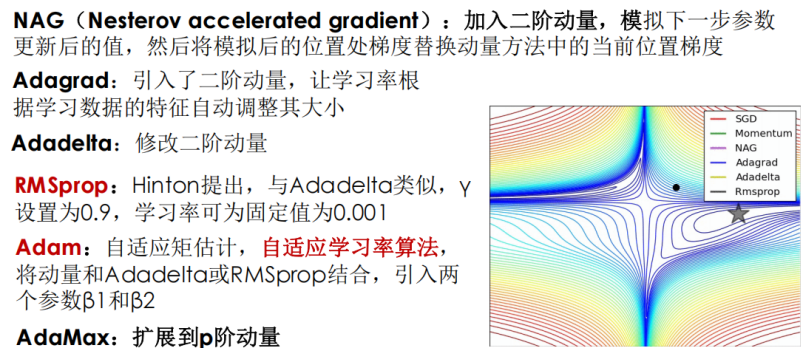 NAG（Nesterov accelerated gradient）：加入二阶动量，模拟下一步参数
更新后的值，然后将模拟后的位置处梯度替换动量方法中的当前位置梯度
Adagrad：引入了二阶动量，让学习率根
据学习数据的特征自动调整其大小
Adadelta：修改二阶动量
RMSprop：Hinton提出，与Adadelta类似，γ
设置为0.9，学习率可为固定值为0.001
Adam：自适应矩估计，自适应学习率算法，
将动量和Adadelta或RMSprop结合，引入两
个参数β1和β2
AdaMax：扩展到p阶动量
SGD
Momentum
NAG
Adagrad
Adadelta
Rmsprop